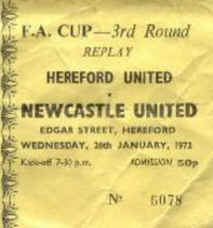 F.A. CUP—3rd Round
REPLAY
HEREFORD UNITED
v
NEWCASTLE UNITED
EDGAR STREET, HEREFORD
WEDNESDAY, 26th JANUARY, 1972
Kick-off 7-30 p.m. ADMISSION 50p
Nº 6078